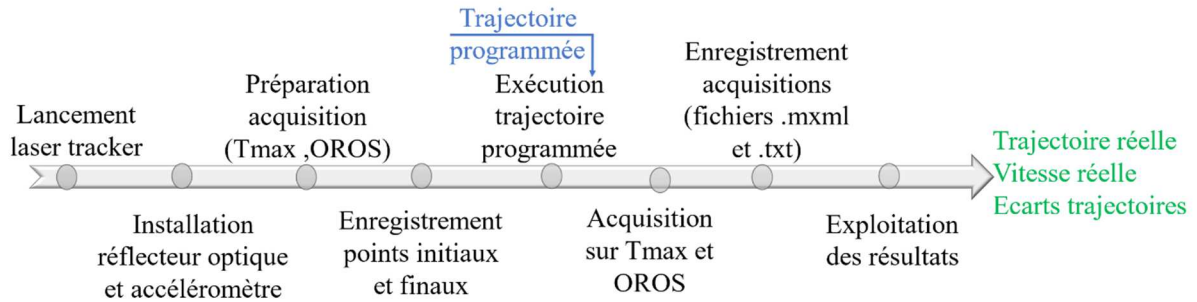 Lancement
laser tracker
Installation
réflecteur optique
et accéléromètre
Préparation
acquisition
(Tmax ,OROS)
Enregistrement
points initiaux
et finaux
Trajectoire
programmée
Exécution
trajectoire
programmée
Acquisition
sur Tmax et
OROS
Enregistrement
acquisitions
(fichiers .mxml
et .txt)
Exploitation
des résultats
Trajectoire réelle
Vitesse réelle
Ecarts trajectoires